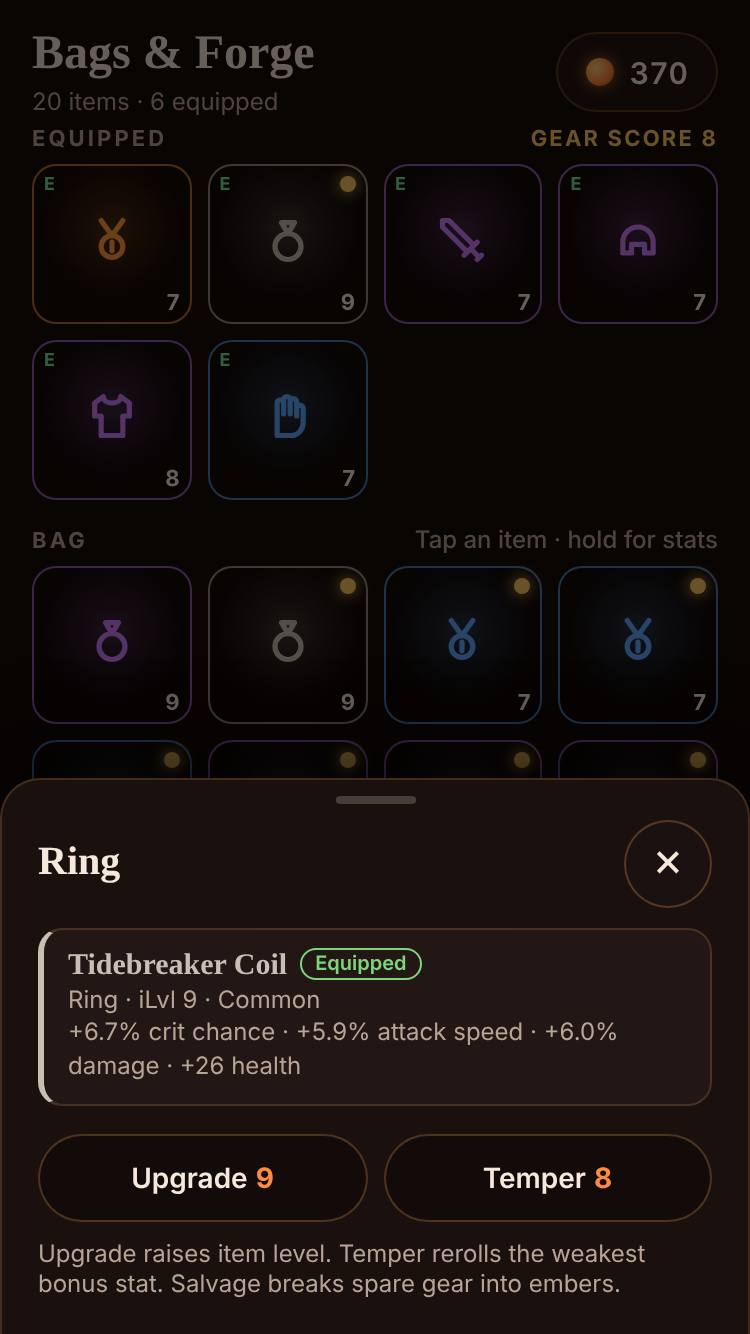 Bags & Forge
370
20 items · 6 equipped
EQUIPPED
GEAR SCORE 8
E
7
E
9
E
7
E
7
E
8
E
7
BAG
Tap an item · hold for stats
9
9
7
7
Ring
Tidebreaker Coil
Equipped
Ring · iLvl 9 · Common
+6.7% crit chance · +5.9% attack speed · +6.0%
damage · +26 health
Upgrade 9
Temper 8
Upgrade raises item level. Temper rerolls the weakest
bonus stat. Salvage breaks spare gear into embers.